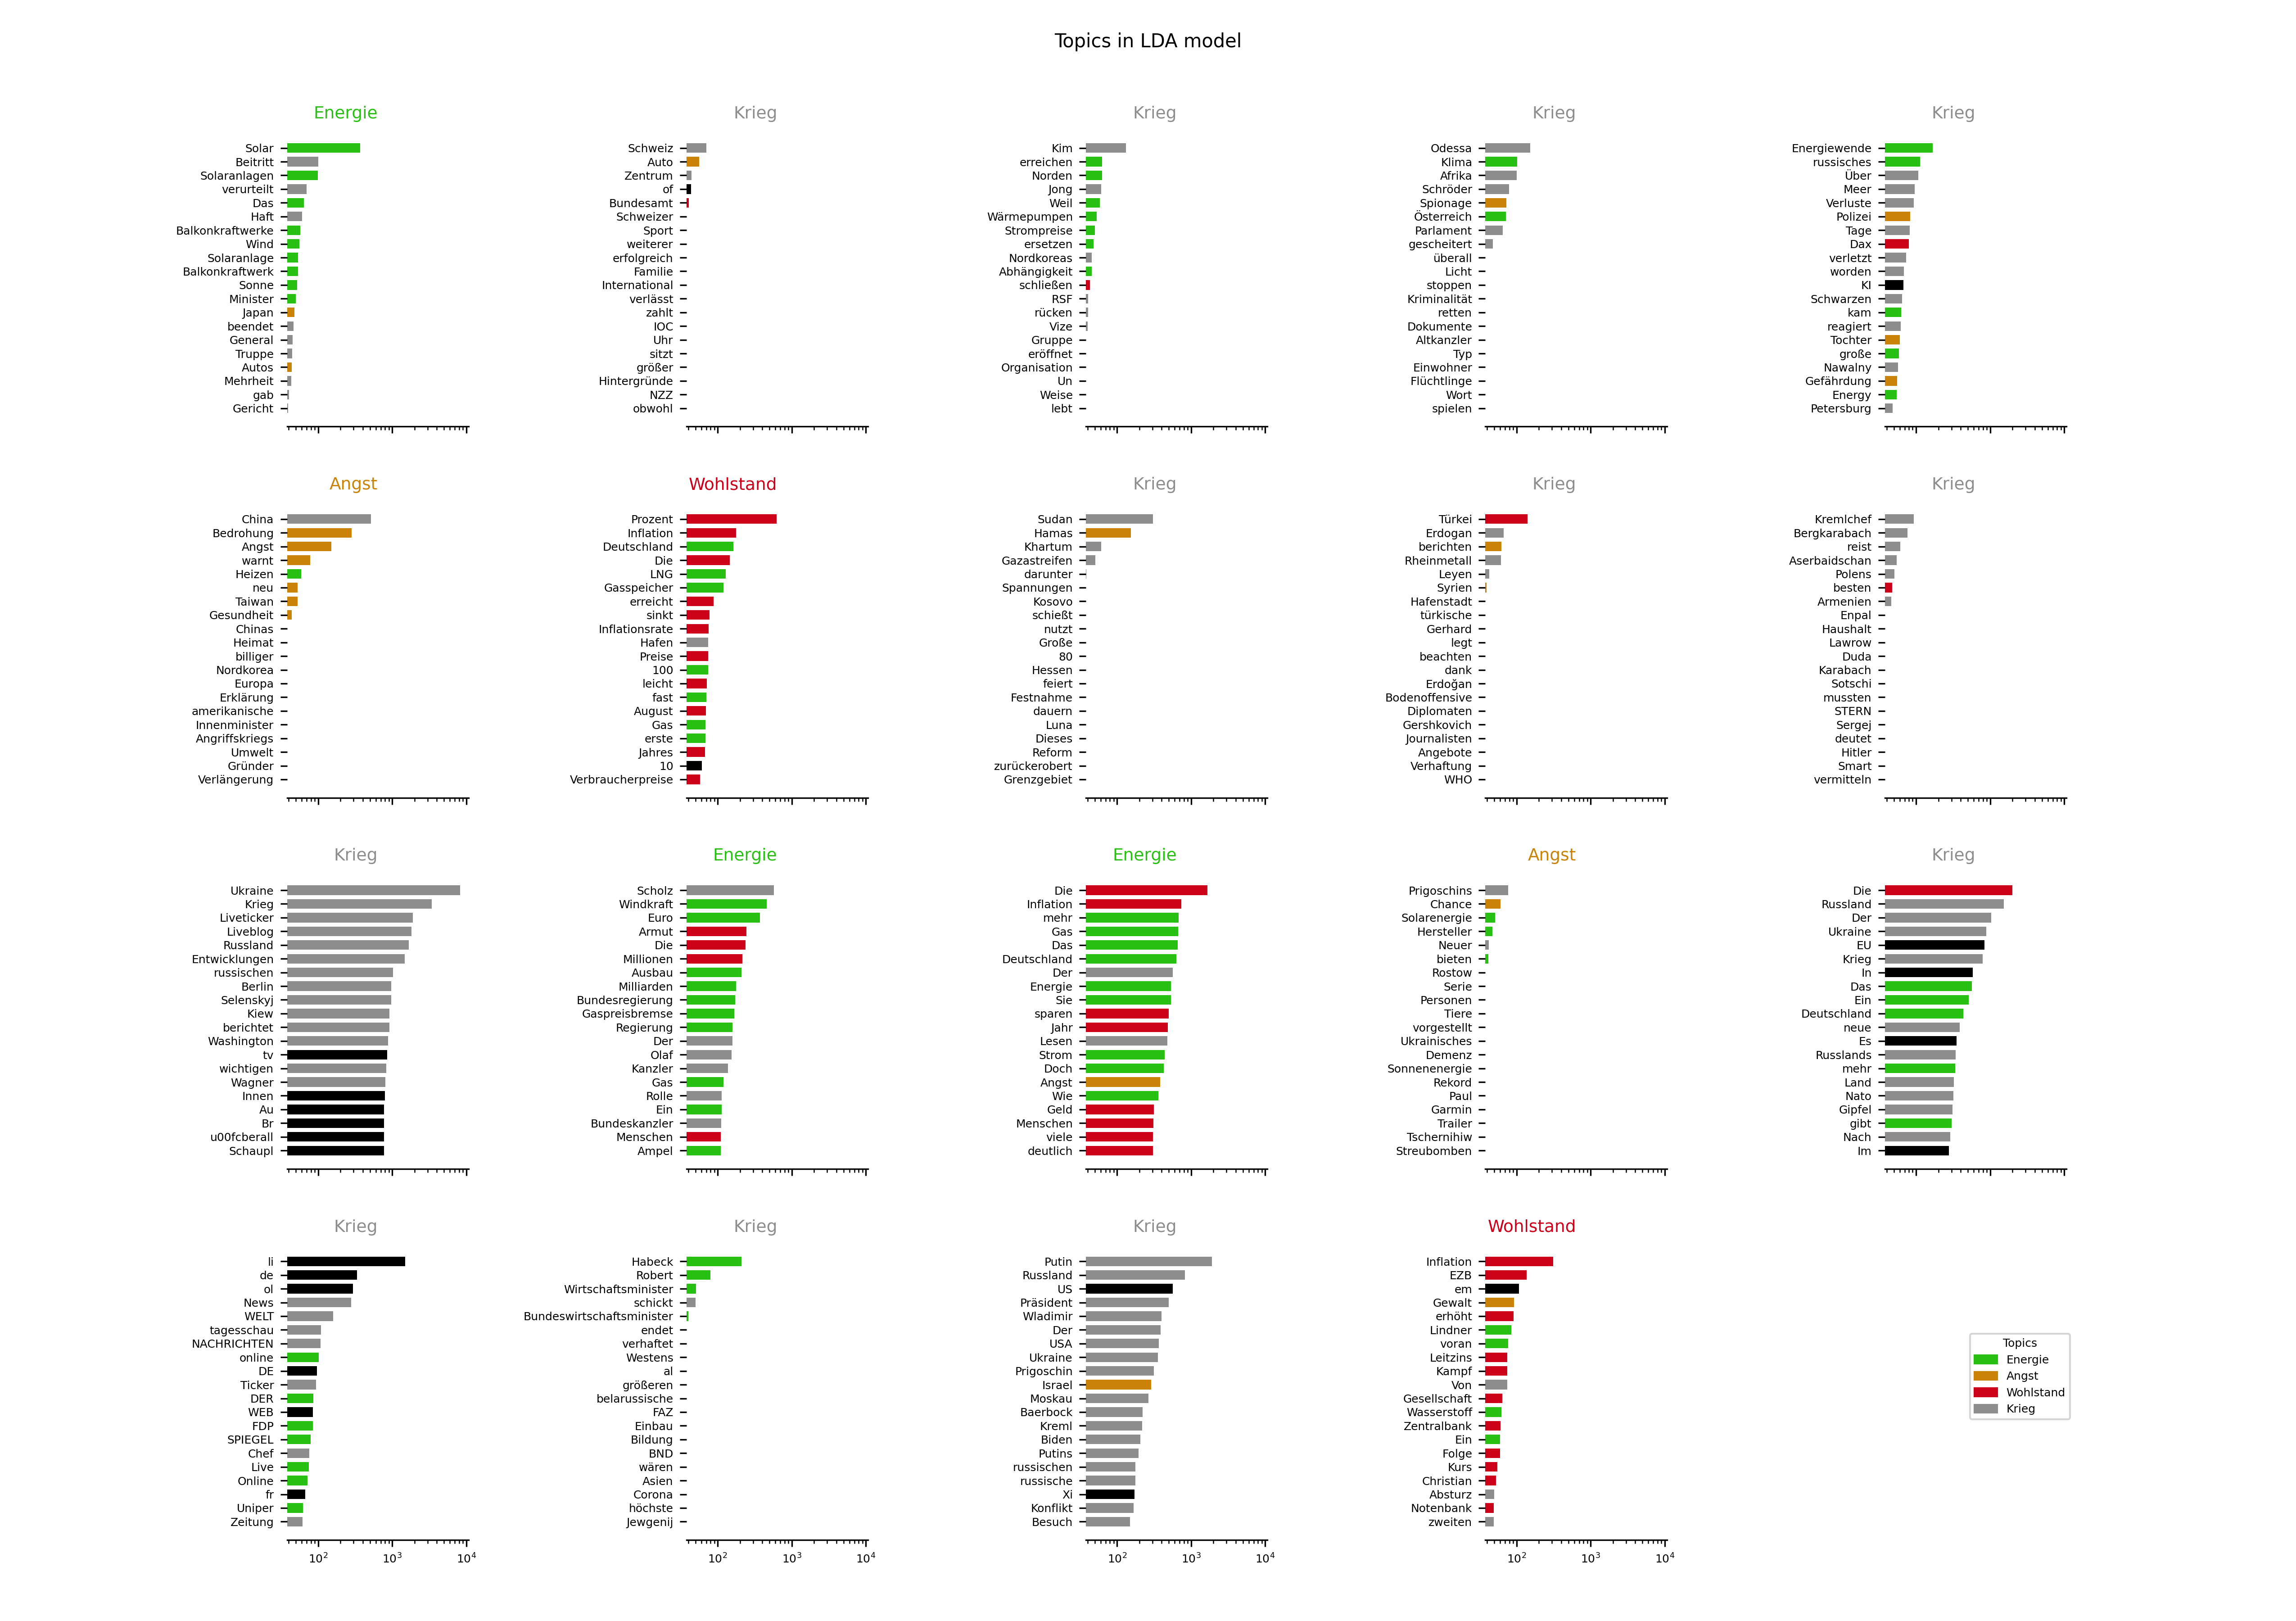 Topics in LDA model
Energie
Solar
Beitritt
Solaranlagen
verurteilt
Das
Haft
Balkonkraftwerke
Wind
Solaranlage
Balkonkraftwerk
Sonne
Minister
Japan
beendet
General
Truppe
Autos
Mehrheit
gab
Gericht
Krieg
Schweiz
Auto
Zentrum
of
Bundesamt
Schweizer
Sport
weiterer
erfolgreich
Familie
International
verlässt
zahlt
IOC
Uhr
sitzt
größer
Hintergründe
NZZ
obwohl
Krieg
Kim
erreichen
Norden
Jong
Weil
Wärmepumpen
Strompreise
ersetzen
Nordkoreas
Abhängigkeit
schließen
RSF
rücken
Vize
Gruppe
eröffnet
Organisation
Un
Weise
lebt
Krieg
Odessa
Klima
Afrika
Schröder
Spionage
Österreich
Parlament
gescheitert
überall
Licht
stoppen
Kriminalität
retten
Dokumente
Altkanzler
Typ
Einwohner
Flüchtlinge
Wort
spielen
Krieg
Energiewende
russisches
Über
Meer
Verluste
Polizei
Tage
Dax
verletzt
worden
KI
Schwarzen
kam
reagiert
Tochter
große
Nawalny
Gefährdung
Energy
Petersburg
Angst
China
Bedrohung
Angst
warnt
Heizen
neu
Taiwan
Gesundheit
Chinas
Heimat
billiger
Nordkorea
Europa
Erklärung
amerikanische
Innenminister
Angriffskriegs
Umwelt
Gründer
Verlängerung
Wohlstand
Prozent
Inflation
Deutschland
Die
LNG
Gasspeicher
erreicht
sinkt
Inflationsrate
Hafen
Preise
100
leicht
fast
August
Gas
erste
Jahres
10
Verbraucherpreise
Krieg
Sudan
Hamas
Khartum
Gazastreifen
darunter
Spannungen
Kosovo
schießt
nutzt
Große
80
Hessen
feiert
Festnahme
dauern
Luna
Dieses
Reform
zurückerobert
Grenzgebiet
Krieg
Türkei
Erdogan
berichten
Rheinmetall
Leyen
Syrien
Hafenstadt
türkische
Gerhard
legt
beachten
dank
Erdoğan
Bodenoffensive
Diplomaten
Gershkovich
Journalisten
Angebote
Verhaftung
WHO
Krieg
Kremlchef
Bergkarabach
reist
Aserbaidschan
Polens
besten
Armenien
Enpal
Haushalt
Lawrow
Duda
Karabach
Sotschi
mussten
STERN
Sergej
deutet
Hitler
Smart
vermitteln
Krieg
Ukraine
Krieg
Liveticker
Liveblog
Russland
Entwicklungen
russischen
Berlin
Selenskyj
Kiew
berichtet
Washington
tv
wichtigen
Wagner
Innen
Au
Br
u00fcberall
Schaupl
Energie
Scholz
Windkraft
Euro
Armut
Die
Millionen
Ausbau
Milliarden
Bundesregierung
Gaspreisbremse
Regierung
Der
Olaf
Kanzler
Gas
Rolle
Ein
Bundeskanzler
Menschen
Ampel
Energie
Die
Inflation
mehr
Gas
Das
Deutschland
Der
Energie
Sie
sparen
Jahr
Lesen
Strom
Doch
Angst
Wie
Geld
Menschen
viele
deutlich
Angst
Prigoschins
Chance
Solarenergie
Hersteller
Neuer
bieten
Rostow
Serie
Personen
Tiere
vorgestellt
Ukrainisches
Demenz
Sonnenenergie
Rekord
Paul
Garmin
Trailer
Tschernihiw
Streubomben
Krieg
Die
Russland
Der
Ukraine
EU
Krieg
In
Das
Ein
Deutschland
neue
Es
Russlands
mehr
Land
Nato
Gipfel
gibt
Nach
Im
Krieg
li
de
ol
News
WELT
tagesschau
NACHRICHTEN
online
DE
Ticker
DER
WEB
FDP
SPIEGEL
Chef
Live
Online
fr
Uniper
Zeitung
10² 10³ 10⁴
Krieg
Habeck
Robert
Wirtschaftsminister
schickt
Bundeswirtschaftsminister
endet
verhaftet
Westens
al
größeren
belarussische
FAZ
Einbau
Bildung
BND
wären
Asien
Corona
höchste
Jewgenij
10² 10³ 10⁴
Krieg
Putin
Russland
US
Präsident
Wladimir
Der
USA
Ukraine
Prigoschin
Israel
Moskau
Baerbock
Kreml
Biden
Putins
russischen
russische
Xi
Konflikt
Besuch
10² 10³ 10⁴
Wohlstand
Inflation
EZB
em
Gewalt
erhöht
Lindner
voran
Leitzins
Kampf
Von
Gesellschaft
Wasserstoff
Zentralbank
Ein
Folge
Kurs
Christian
Absturz
Notenbank
zweiten
10² 10³ 10⁴
Topics
Energie
Angst
Wohlstand
Krieg